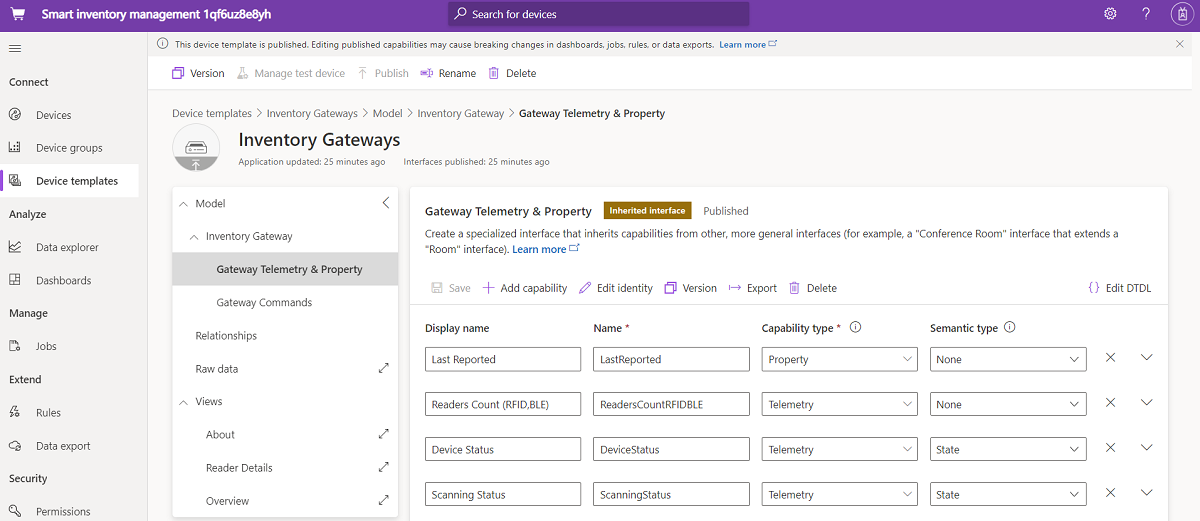 Smart inventory management 1qf6uz8e8yh
Search for devices
This device template is published. Editing published capabilities may cause breaking changes in dashboards, jobs, rules, or data exports. Learn more
Version
Manage test device
Publish
Rename
Delete
Connect
Devices
Device groups
Device templates
Analyze
Data explorer
Dashboards
Manage
Jobs
Extend
Rules
Data export
Security
Permissions
Device templates > Inventory Gateways > Model > Inventory Gateway > Gateway Telemetry & Property
Inventory Gateways
Application updated: 25 minutes ago
Interfaces published: 25 minutes ago
Model
Inventory Gateway
Gateway Telemetry & Property
Gateway Commands
Relationships
Raw data
Views
About
Reader Details
Overview
Gateway Telemetry & Property
Inherited interface
Published
Create a specialized interface that inherits capabilities from other, more general interfaces (for example, a "Conference Room" interface that extends a
"Room" interface). Learn more
Save
Add capability
Edit identity
Version
Export
Delete
{} Edit DTDL
Display name
Name *
Capability type *
Semantic type
Last Reported
LastReported
Property
None
Readers Count (RFID,BLE)
ReadersCountRFIDBLE
Telemetry
None
Device Status
DeviceStatus
Telemetry
State
Scanning Status
ScanningStatus
Telemetry
State